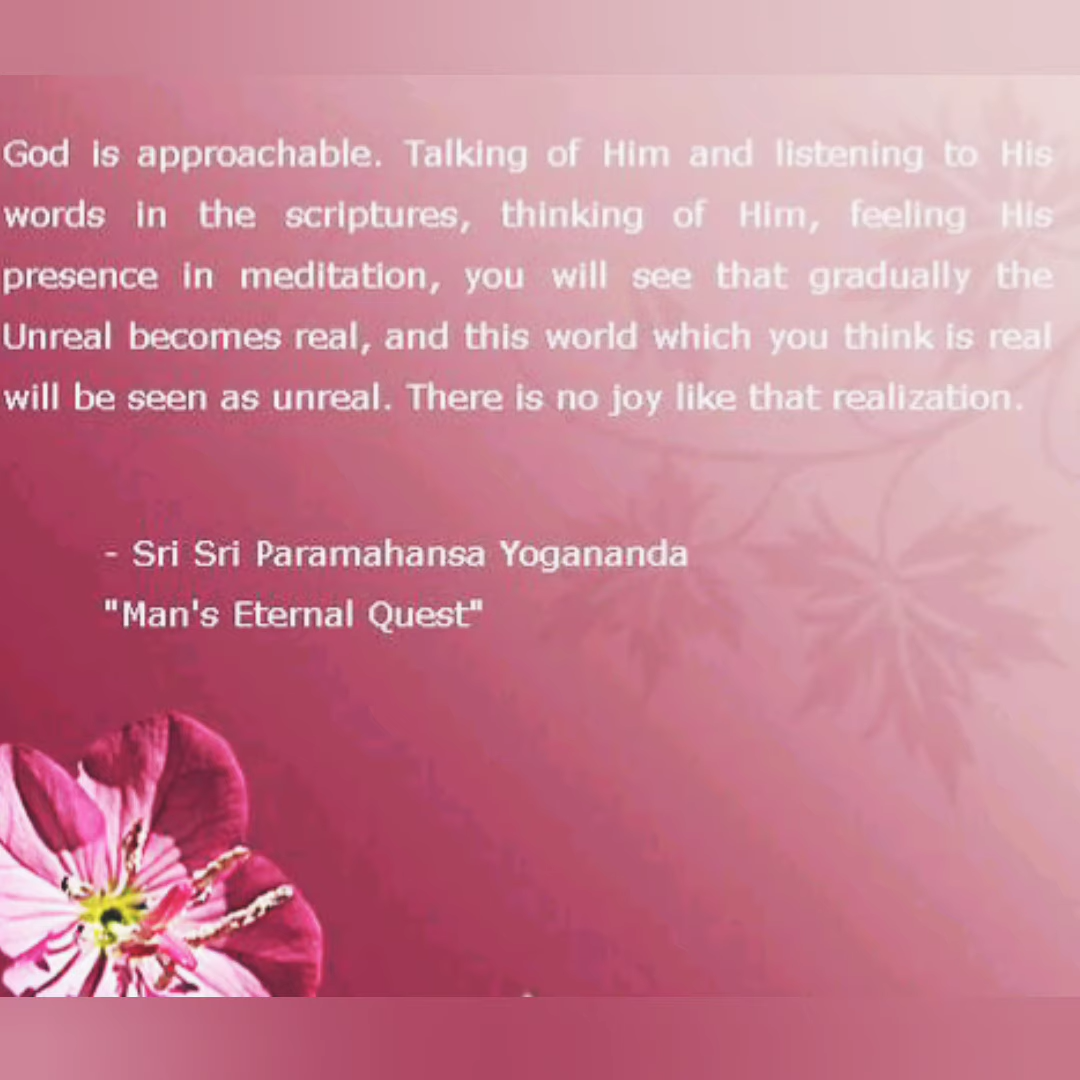 God is approachable. Talking of Him and listening to His
words in the scriptures, thinking of Him, feeling His
presence in meditation, you will see that gradually the
Unreal becomes real, and this world which you think is real
will be seen as unreal. There is no joy like that realization.
- Sri Sri Paramahansa Yogananda
"Man's Eternal Quest"